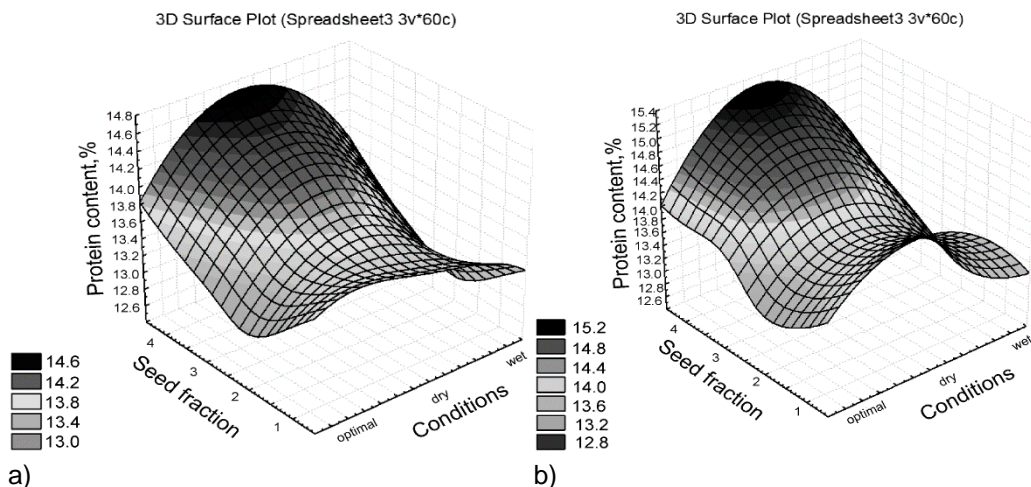 3D Surface Plot (Spreadsheet3 3v*60c)
Protein content,%
14.8
14.6
14.4
14.2
14.0
13.8
13.6
13.4
13.2
13.0
12.8
12.6
4
3
2
1
Seed fraction
optimal
dry
wet
Conditions
14.6
14.2
13.8
13.4
13.0
a)
3D Surface Plot (Spreadsheet3 3v*60c)
Protein content,%
15.4
15.2
15.0
14.8
14.6
14.4
14.2
14.0
13.8
13.6
13.4
13.2
13.0
12.8
12.6
4
3
2
1
Seed fraction
optimal
dry
wet
Conditions
15.2
14.8
14.4
14.0
13.6
13.2
12.8
b)